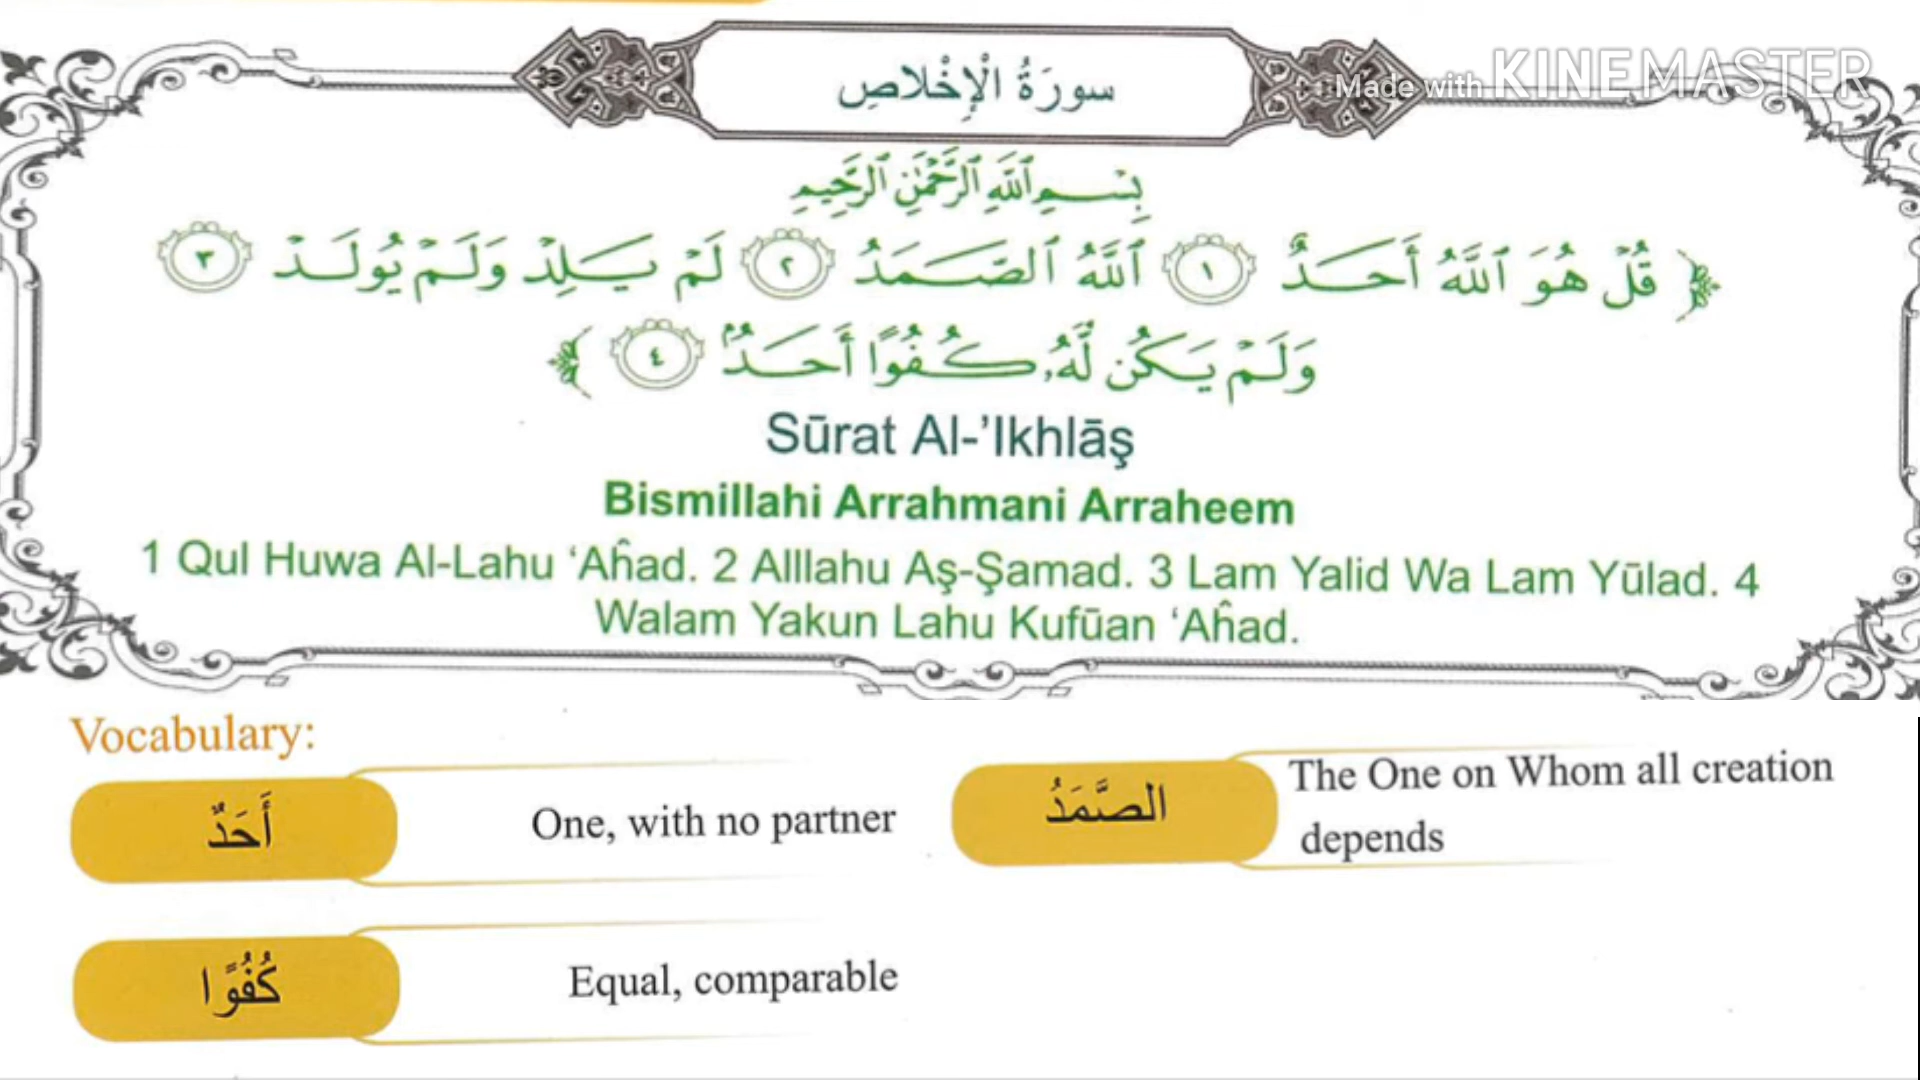 Made with KINEMASTER
سورَةُ الْإِخْلاصِ
بِسْمِ ٱللَّهِ ٱلرَّحْمَٰنِ ٱلرَّحِيمِ
﴿ قُلْ هُوَ ٱللَّهُ أَحَدٌ ١ ٱللَّهُ ٱلصَّمَدُ ٢ لَمْ يَلِدْ وَلَمْ يُولَدْ ٣
وَلَمْ يَكُن لَّهُۥ كُفُوًا أَحَدٌۢ ٤ ﴾
Sūrat Al-’Ikhlāş
Bismillahi Arrahmani Arraheem
1 Qul Huwa Al-Lahu ‘Aĥad. 2 Alllahu Aş-Şamad. 3 Lam Yalid Wa Lam Yūlad. 4
Walam Yakun Lahu Kufūan ‘Aĥad.
Vocabulary:
أَحَدٌ One, with no partner
الصَّمَدُ The One on Whom all creation
depends
كُفُوًا Equal, comparable